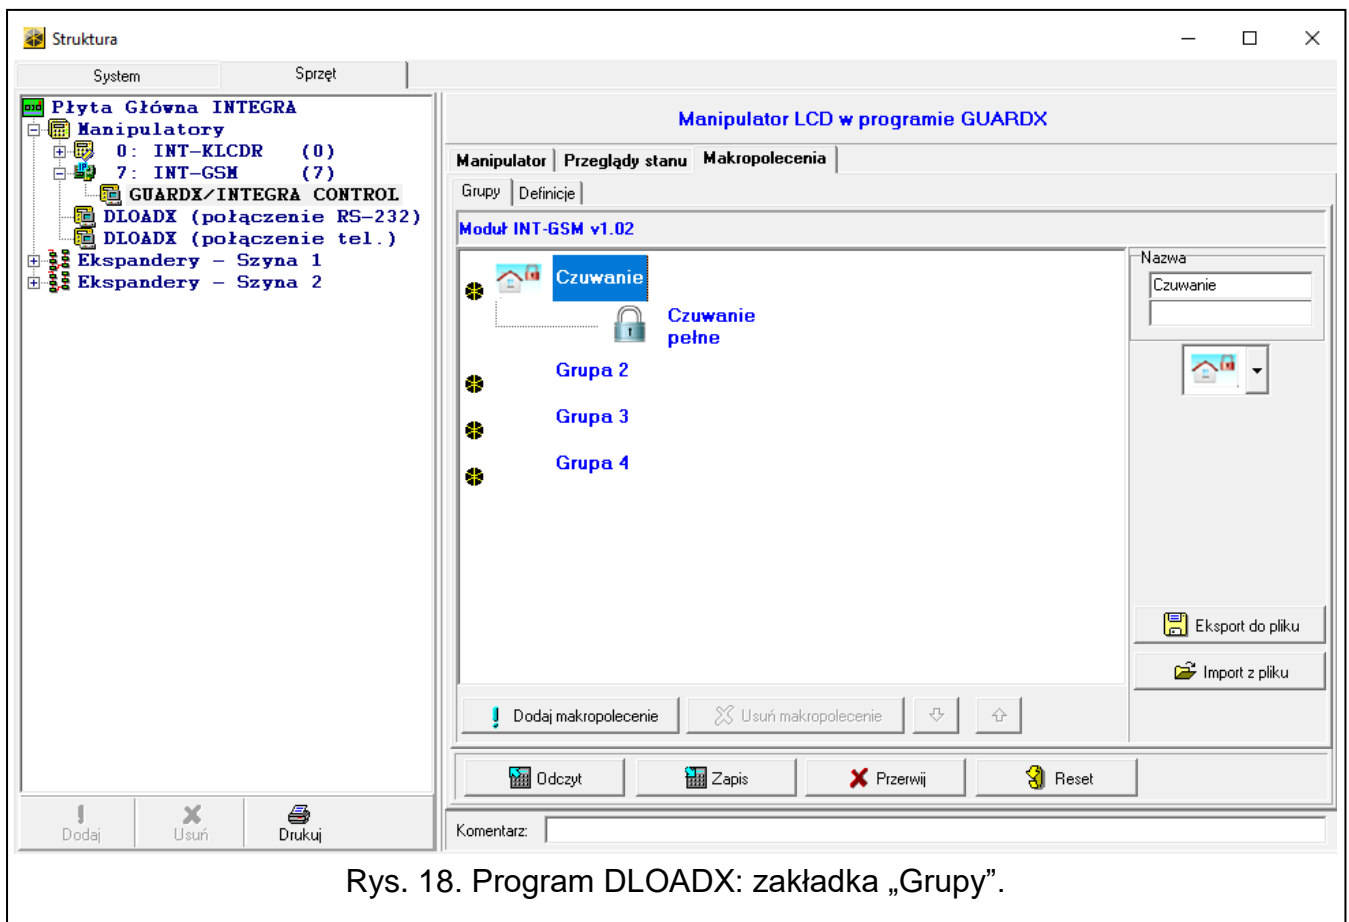 Struktura
System
Sprzęt
Płyta Główna INTEGRA
Manipulatory
0: INT-KLCDR (0)
7: INT-GSM (7)
GUARDX/INTEGRA CONTROL
DLOADX (połączenie RS-232)
DLOADX (połączenie tel.)
Ekspandery - Szyna 1
Ekspandery - Szyna 2
Dodaj
Usuń
Drukuj
Manipulator LCD w programie GUARDX
Manipulator
Przeglądy stanu
Makropolecenia
Grupy
Definicje
Moduł INT-GSM v1.02
Czuwanie
Czuwanie
pełne
Grupa 2
Grupa 3
Grupa 4
Nazwa
Czuwanie
Eksport do pliku
Import z pliku
Dodaj makropolecenie
Usuń makropolecenie
Odczyt
Zapis
Przerwij
Reset
Komentarz:
Rys. 18. Program DLOADX: zakładka „Grupy”.